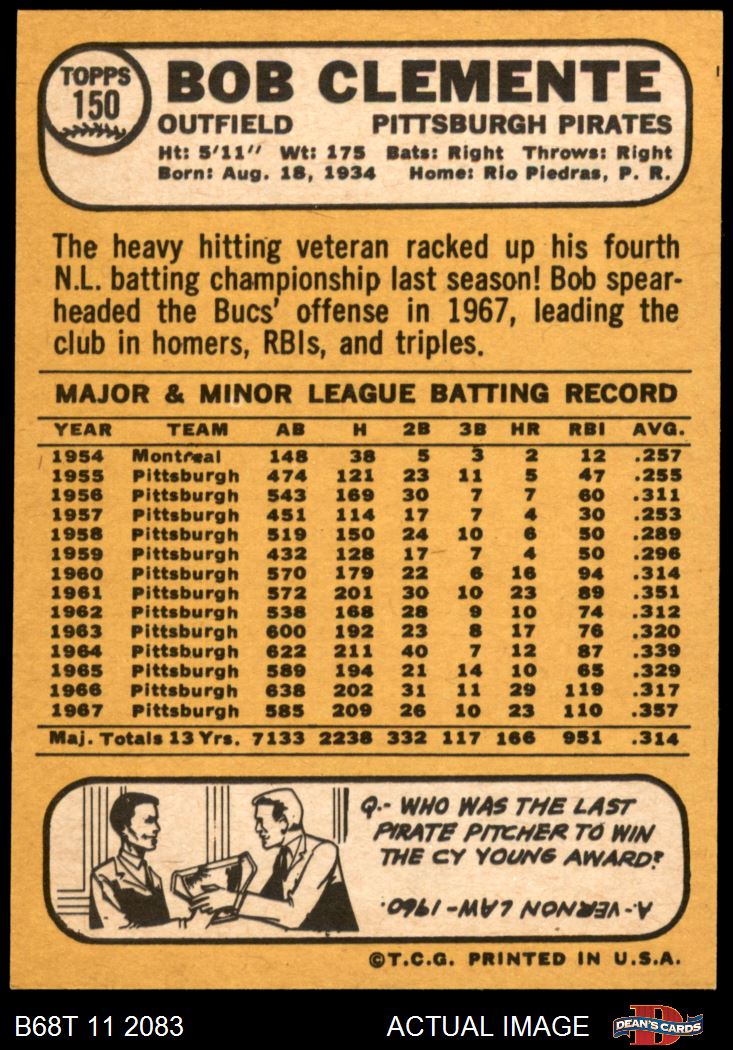 TOPPS
150
BOB CLEMENTE
OUTFIELD PITTSBURGH PIRATES
Ht: 5'11" Wt: 175 Bats: Right Throws: Right
Born: Aug. 18, 1934 Home: Rio Piedras, P. R.
The heavy hitting veteran racked up his fourth
N.L. batting championship last season! Bob spear-
headed the Bucs' offense in 1967, leading the
club in homers, RBIs, and triples.
MAJOR & MINOR LEAGUE BATTING RECORD
YEAR TEAM AB H 2B 3B HR RBI AVG.
1954 Montreal 148 38 5 3 2 12 .257
1955 Pittsburgh 474 121 23 11 5 47 .255
1956 Pittsburgh 543 169 30 7 7 60 .311
1957 Pittsburgh 451 114 17 7 4 30 .253
1958 Pittsburgh 519 150 24 10 6 50 .289
1959 Pittsburgh 432 128 17 7 4 50 .296
1960 Pittsburgh 570 179 22 6 16 94 .314
1961 Pittsburgh 572 201 30 10 23 89 .351
1962 Pittsburgh 538 168 28 9 10 74 .312
1963 Pittsburgh 600 192 23 8 17 76 .320
1964 Pittsburgh 622 211 40 7 12 87 .339
1965 Pittsburgh 589 194 21 14 10 65 .329
1966 Pittsburgh 638 202 31 11 29 119 .317
1967 Pittsburgh 585 209 26 10 23 110 .357
Maj. Totals 13 Yrs. 7133 2238 332 117 166 951 .314
Q.- WHO WAS THE LAST
PIRATE PITCHER TO WIN
THE CY YOUNG AWARD?
A-VERNON LAW-1960.
©T.C.G. PRINTED IN U.S.A.
B68T 11 2083 ACTUAL IMAGE
D
DEAN'S CARDS